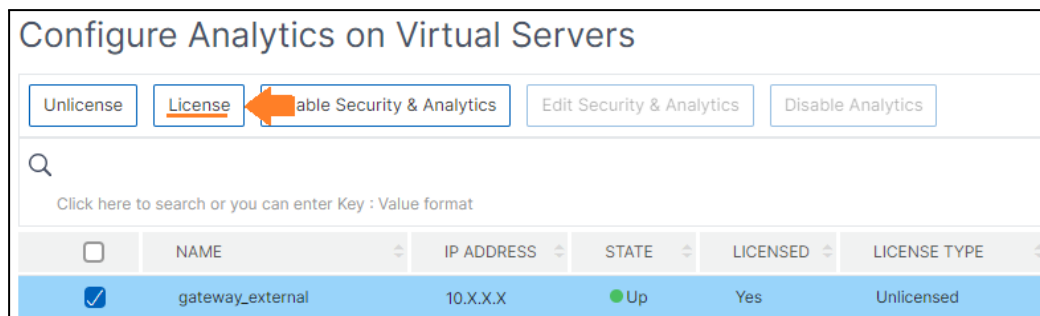 Configure Analytics on Virtual Servers
Unlicense License able Security & Analytics Edit Security & Analytics Disable Analytics
Click here to search or you can enter Key : Value format
NAME IP ADDRESS STATE LICENSED LICENSE TYPE
gateway_external 10.X.X.X Up Yes Unlicensed